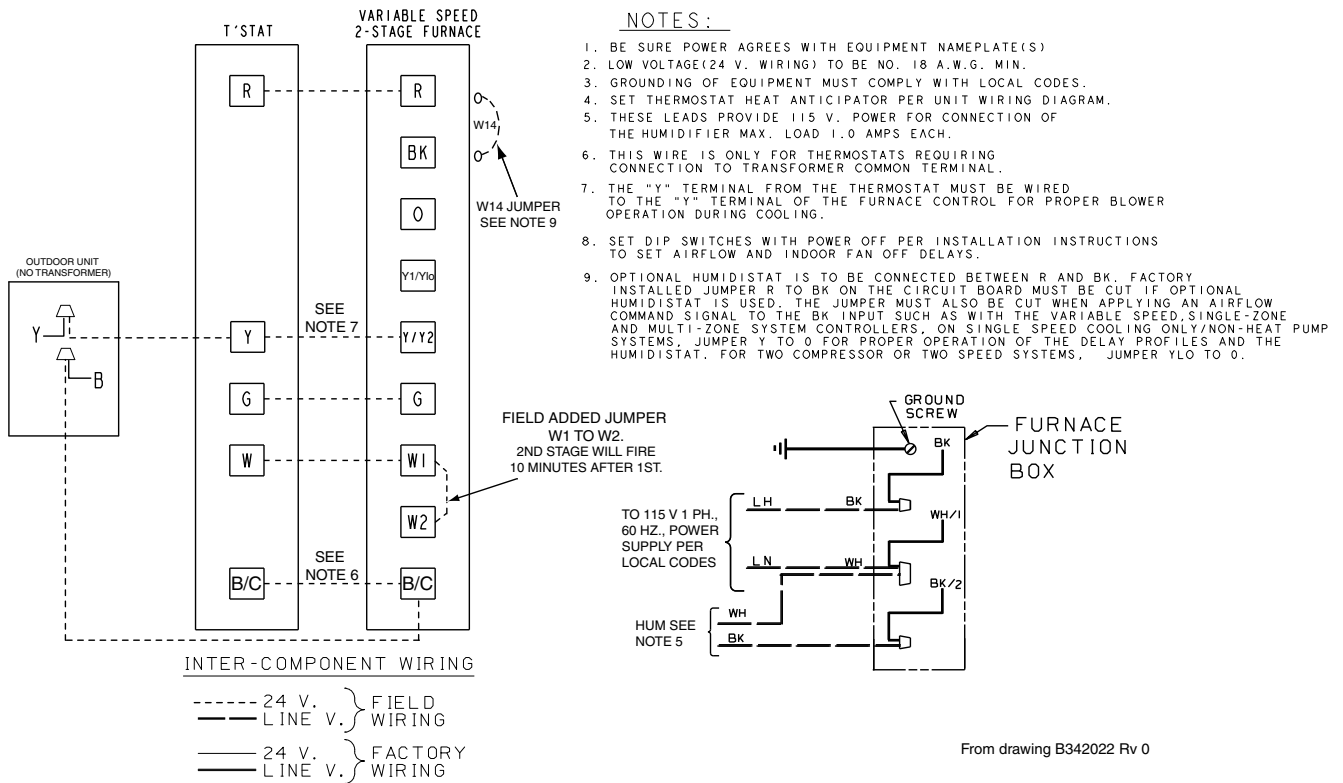 T'STAT
VARIABLE SPEED
2-STAGE FURNACE
R
R
W14
BK
W14 JUMPER
SEE NOTE 9
O
Y1/Ylo
OUTDOOR UNIT
(NO TRANSFORMER)
Y
B
SEE
NOTE 7
Y
Y/Y2
G
G
W
W1
W2
FIELD ADDED JUMPER
W1 TO W2.
2ND STAGE WILL FIRE
10 MINUTES AFTER 1ST.
SEE
NOTE 6
B/C
B/C
INTER-COMPONENT WIRING
24 V.
LINE V.
FIELD
WIRING
24 V.
LINE V.
FACTORY
WIRING
NOTES:
1. BE SURE POWER AGREES WITH EQUIPMENT NAMEPLATE(S)
2. LOW VOLTAGE(24 V. WIRING) TO BE NO. 18 A.W.G. MIN.
3. GROUNDING OF EQUIPMENT MUST COMPLY WITH LOCAL CODES.
4. SET THERMOSTAT HEAT ANTICIPATOR PER UNIT WIRING DIAGRAM.
5. THESE LEADS PROVIDE 115 V. POWER FOR CONNECTION OF
THE HUMIDIFIER MAX. LOAD 1.0 AMPS EACH.
6. THIS WIRE IS ONLY FOR THERMOSTATS REQUIRING
CONNECTION TO TRANSFORMER COMMON TERMINAL.
7. THE "Y" TERMINAL FROM THE THERMOSTAT MUST BE WIRED
TO THE "Y" TERMINAL OF THE FURNACE CONTROL FOR PROPER BLOWER
OPERATION DURING COOLING.
8. SET DIP SWITCHES WITH POWER OFF PER INSTALLATION INSTRUCTIONS
TO SET AIRFLOW AND INDOOR FAN OFF DELAYS.
9. OPTIONAL HUMIDISTAT IS TO BE CONNECTED BETWEEN R AND BK. FACTORY
INSTALLED JUMPER R TO BK ON THE CIRCUIT BOARD MUST BE CUT IF OPTIONAL
HUMIDISTAT IS USED. THE JUMPER MUST ALSO BE CUT WHEN APPLYING AN AIRFLOW
COMMAND SIGNAL TO THE BK INPUT SUCH AS WITH THE VARIABLE SPEED,SINGLE-ZONE
AND MULTI-ZONE SYSTEM CONTROLLERS, ON SINGLE SPEED COOLING ONLY/NON-HEAT PUMP
SYSTEMS, JUMPER Y TO O FOR PROPER OPERATION OF THE DELAY PROFILES AND THE
HUMIDISTAT. FOR TWO COMPRESSOR OR TWO SPEED SYSTEMS, JUMPER YLO TO O.
GROUND
SCREW
FURNACE
JUNCTION
BOX
BK
LH
BK
WH/1
TO 115 V 1 PH.,
60 HZ., POWER
SUPPLY PER
LOCAL CODES
LN
WH
BK/2
HUM SEE
NOTE 5
WH
BK
From drawing B342022 Rv 0